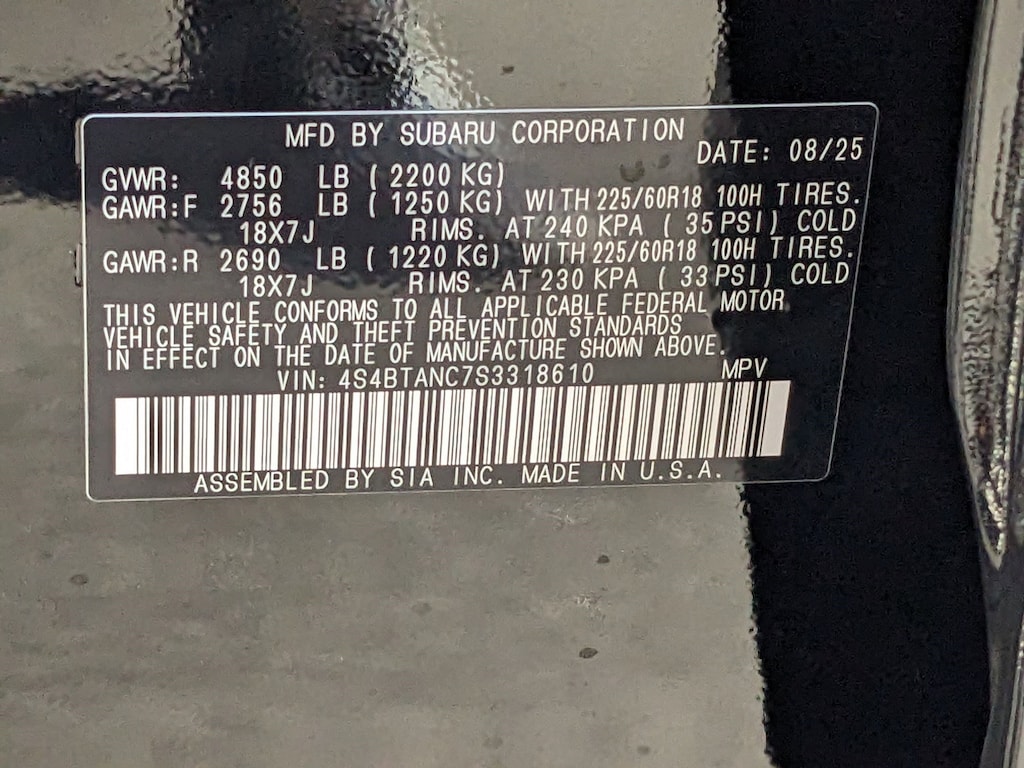 MFD BY SUBARU CORPORATION
DATE: 08/25
GVWR: 4850 LB ( 2200 KG)
GAWR:F 2756 LB ( 1250 KG) WITH 225/60R18 100H TIRES.
18X7J RIMS. AT 240 KPA ( 35 PSI) COLD
GAWR:R 2690 LB ( 1220 KG) WITH 225/60R18 100H TIRES.
18X7J RIMS. AT 230 KPA ( 33 PSI) COLD
THIS VEHICLE CONFORMS TO ALL APPLICABLE FEDERAL MOTOR
VEHICLE SAFETY AND THEFT PREVENTION STANDARDS
IN EFFECT ON THE DATE OF MANUFACTURE SHOWN ABOVE.
VIN: 4S4BTANC7S3318610 MPV
ASSEMBLED BY SIA INC. MADE IN U.S.A.